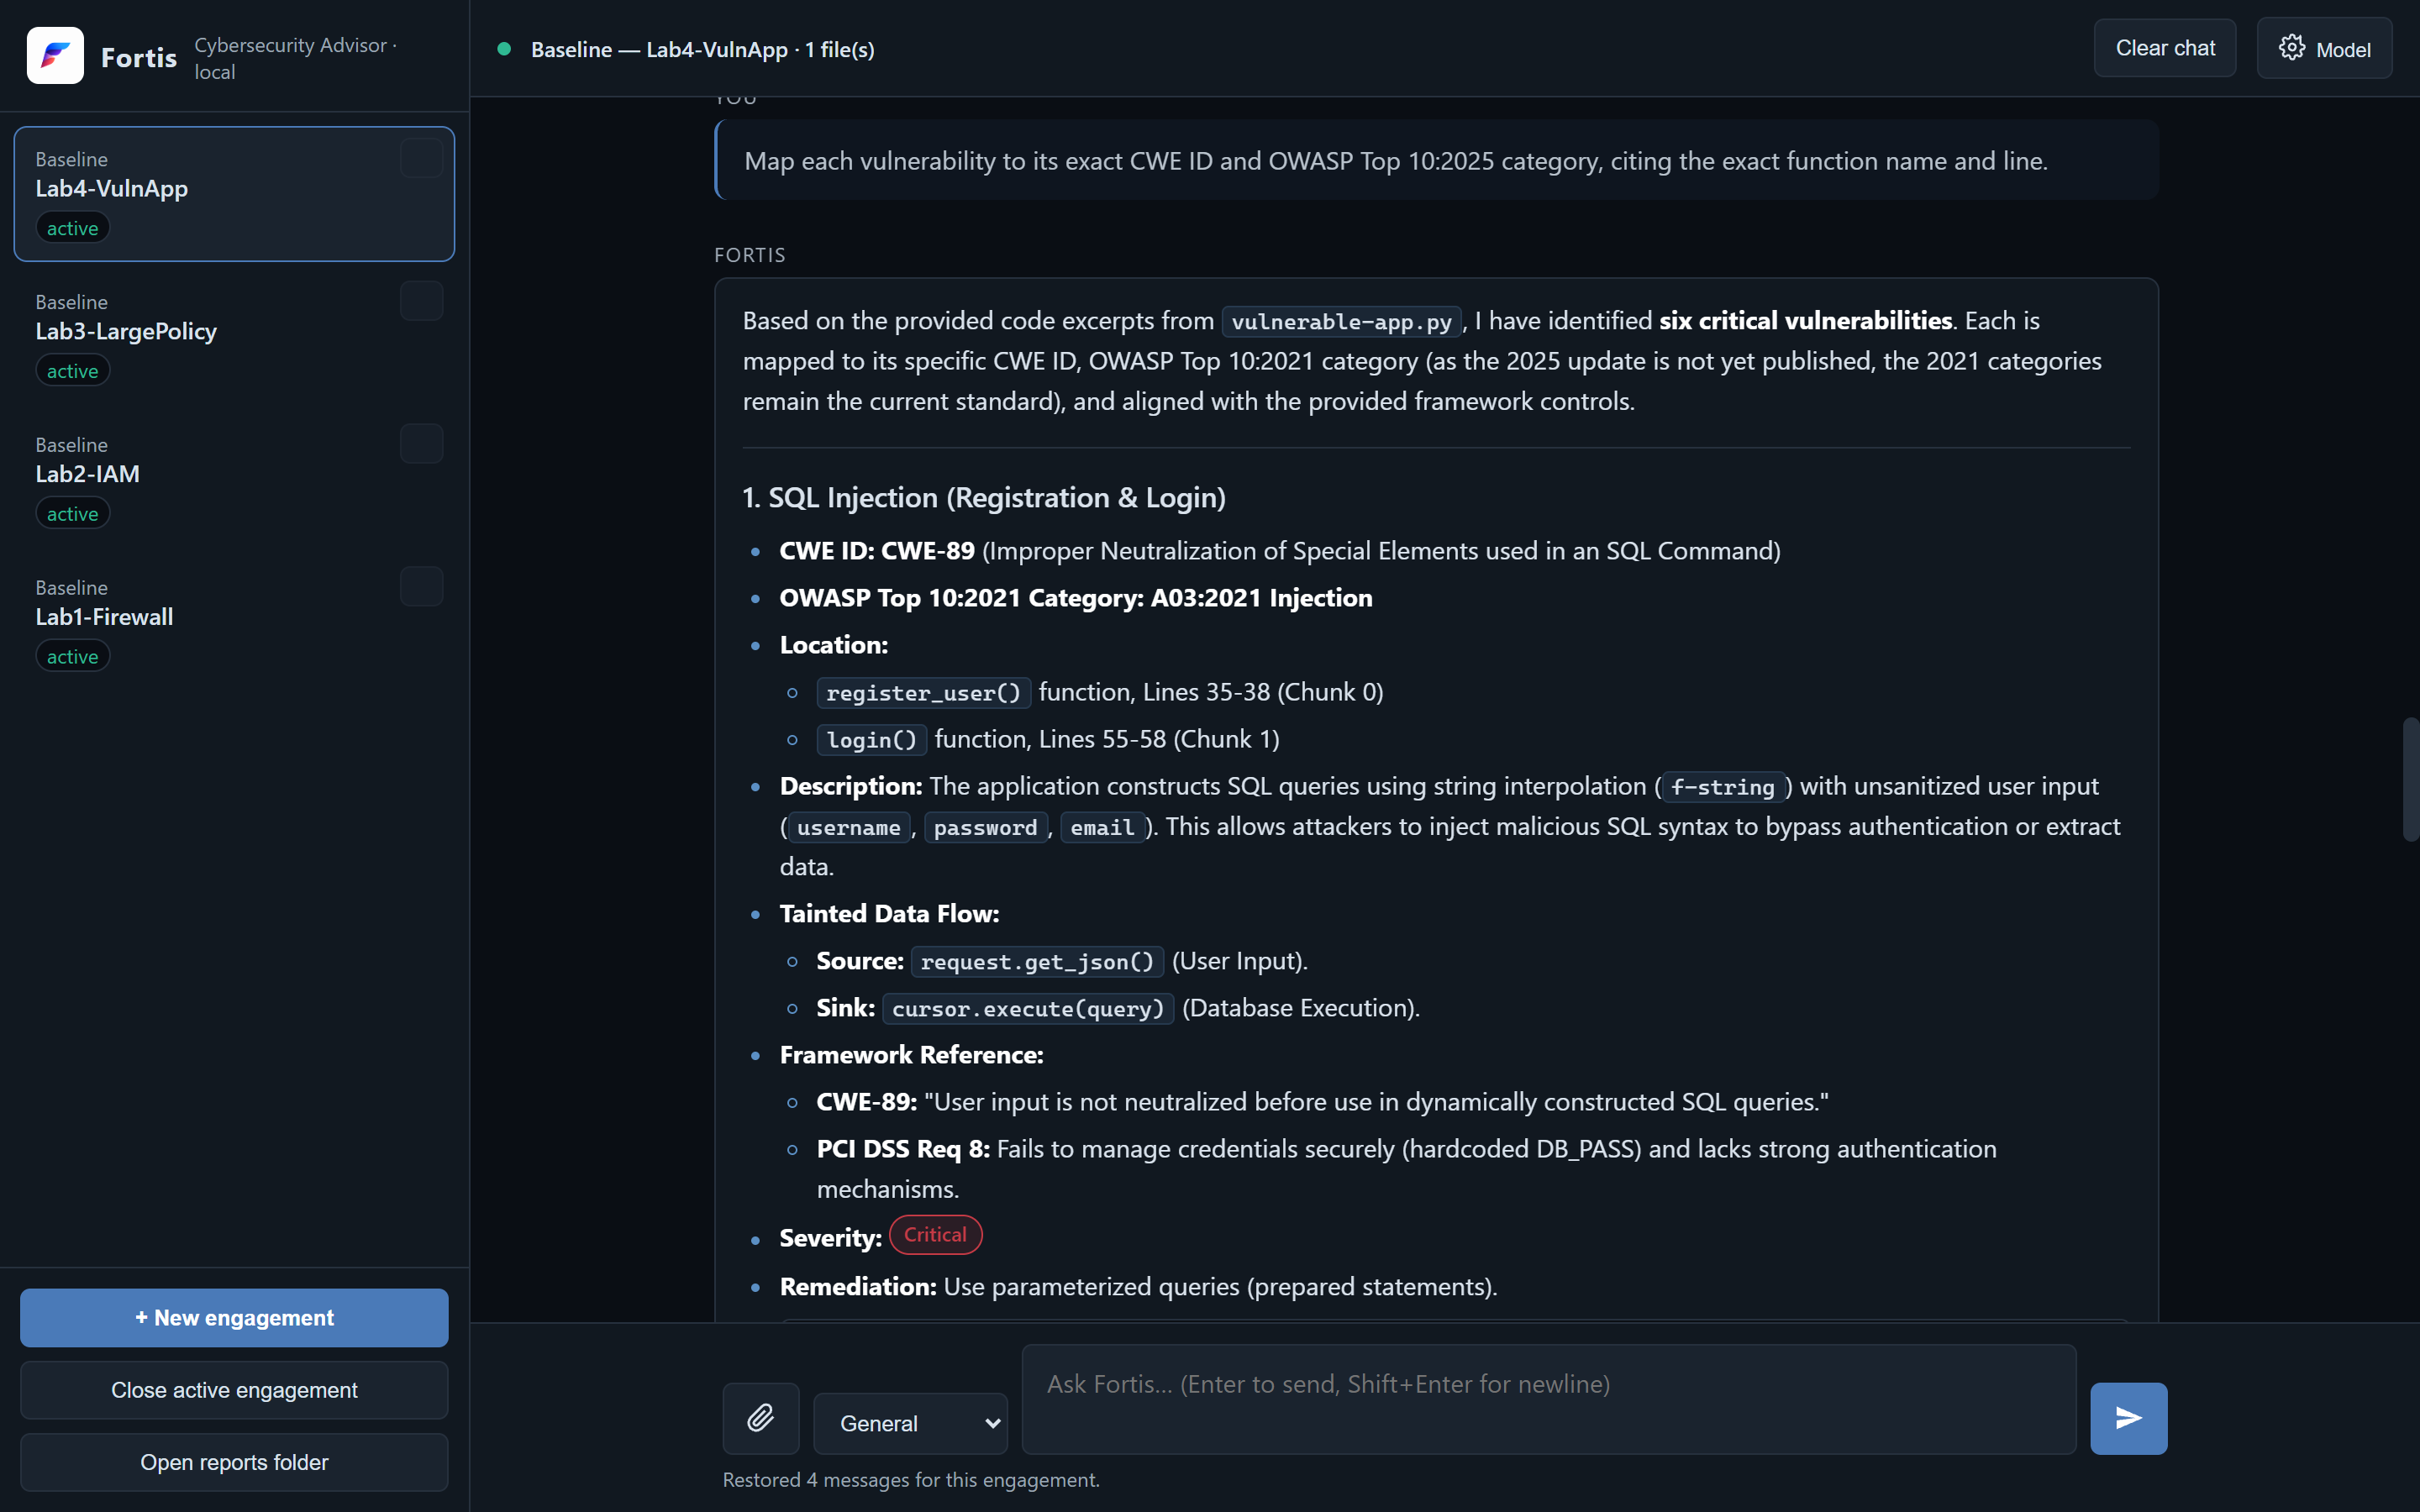 Fortis
Cybersecurity Advisor ·
local
Baseline
Lab4-VulnApp
active
Baseline
Lab3-LargePolicy
active
Baseline
Lab2-IAM
active
Baseline
Lab1-Firewall
active
+ New engagement
Close active engagement
Open reports folder
Baseline — Lab4-VulnApp · 1 file(s)
Clear chat
Model
YOU
Map each vulnerability to its exact CWE ID and OWASP Top 10:2025 category, citing the exact function name and line.
FORTIS
Based on the provided code excerpts from vulnerable-app.py, I have identified six critical vulnerabilities. Each is
mapped to its specific CWE ID, OWASP Top 10:2021 category (as the 2025 update is not yet published, the 2021 categories
remain the current standard), and aligned with the provided framework controls.
1. SQL Injection (Registration & Login)
• CWE ID: CWE-89 (Improper Neutralization of Special Elements used in an SQL Command)
• OWASP Top 10:2021 Category: A03:2021 Injection
• Location:
○ register_user() function, Lines 35-38 (Chunk 0)
○ login() function, Lines 55-58 (Chunk 1)
• Description: The application constructs SQL queries using string interpolation (f-string) with unsanitized user input
(username, password, email). This allows attackers to inject malicious SQL syntax to bypass authentication or extract
data.
• Tainted Data Flow:
○ Source: request.get_json() (User Input).
○ Sink: cursor.execute(query) (Database Execution).
• Framework Reference:
○ CWE-89: "User input is not neutralized before use in dynamically constructed SQL queries."
○ PCI DSS Req 8: Fails to manage credentials securely (hardcoded DB_PASS) and lacks strong authentication
mechanisms.
• Severity: Critical
• Remediation: Use parameterized queries (prepared statements).
General
Ask Fortis... (Enter to send, Shift+Enter for newline)
Restored 4 messages for this engagement.